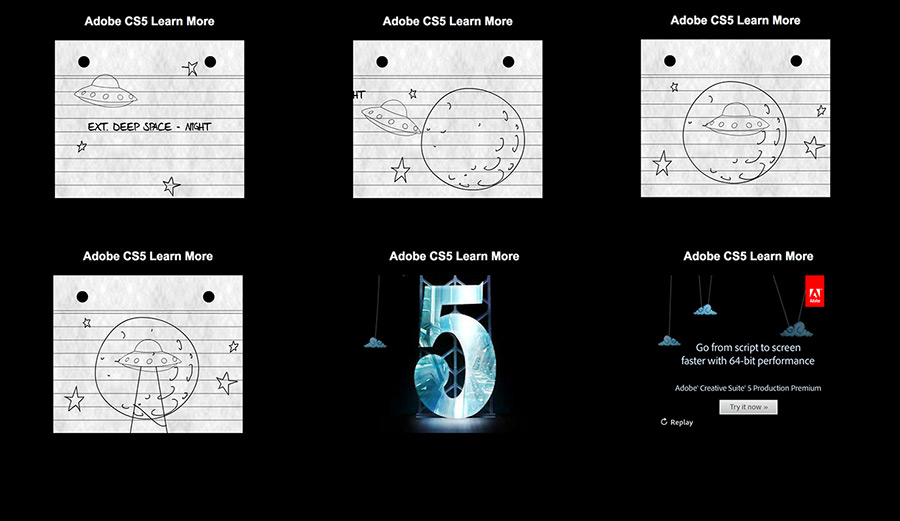 Adobe CS5 Learn More
EXT. DEEP SPACE - NIGHT
Adobe CS5 Learn More
HT
Adobe CS5 Learn More
Adobe CS5 Learn More
Adobe CS5 Learn More
5
Adobe CS5 Learn More
Adobe
Go from script to screen
faster with 64-bit performance
Adobe® Creative Suite® 5 Production Premium
Try it now »
Replay